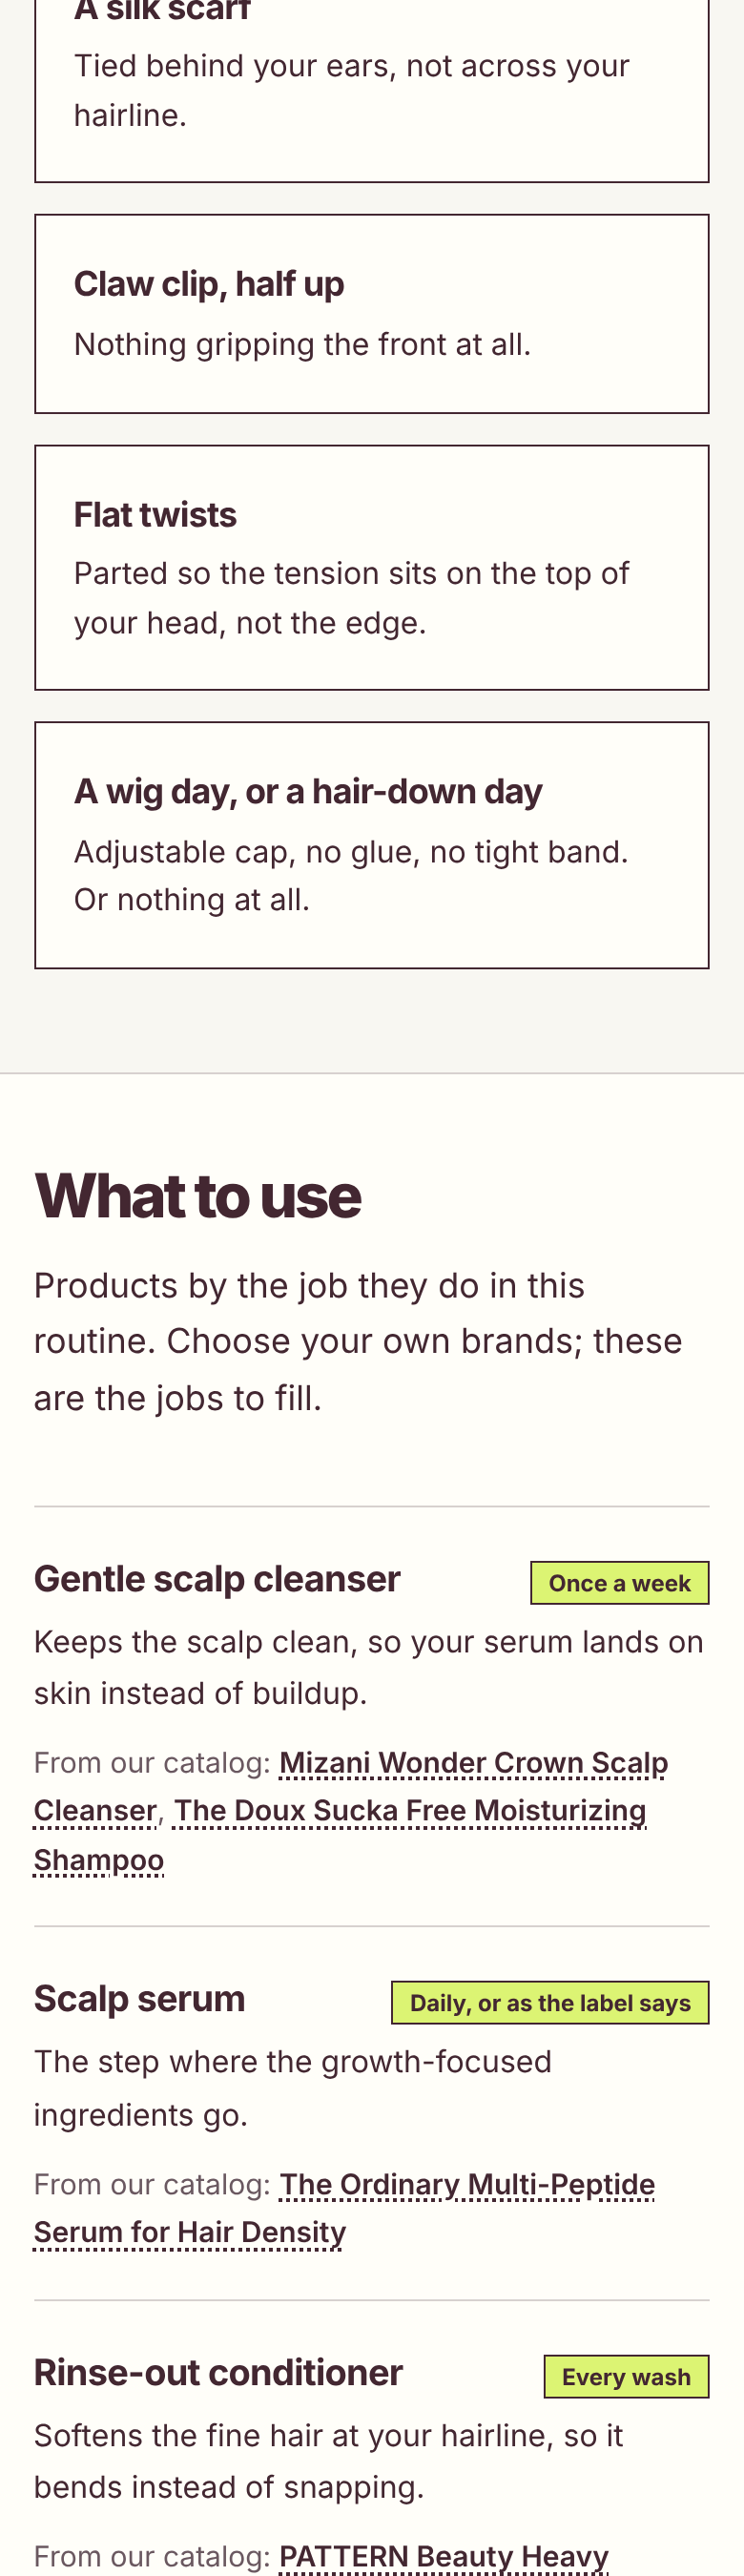 A silk scarf
Tied behind your ears, not across your
hairline.
Claw clip, half up
Nothing gripping the front at all.
Flat twists
Parted so the tension sits on the top of
your head, not the edge.
A wig day, or a hair-down day
Adjustable cap, no glue, no tight band.
Or nothing at all.
What to use
Products by the job they do in this
routine. Choose your own brands; these
are the jobs to fill.
Gentle scalp cleanser
Once a week
Keeps the scalp clean, so your serum lands on
skin instead of buildup.
From our catalog: Mizani Wonder Crown Scalp
Cleanser, The Doux Sucka Free Moisturizing
Shampoo
Scalp serum
Daily, or as the label says
The step where the growth-focused
ingredients go.
From our catalog: The Ordinary Multi-Peptide
Serum for Hair Density
Rinse-out conditioner
Every wash
Softens the fine hair at your hairline, so it
bends instead of snapping.
From our catalog: PATTERN Beauty Heavy